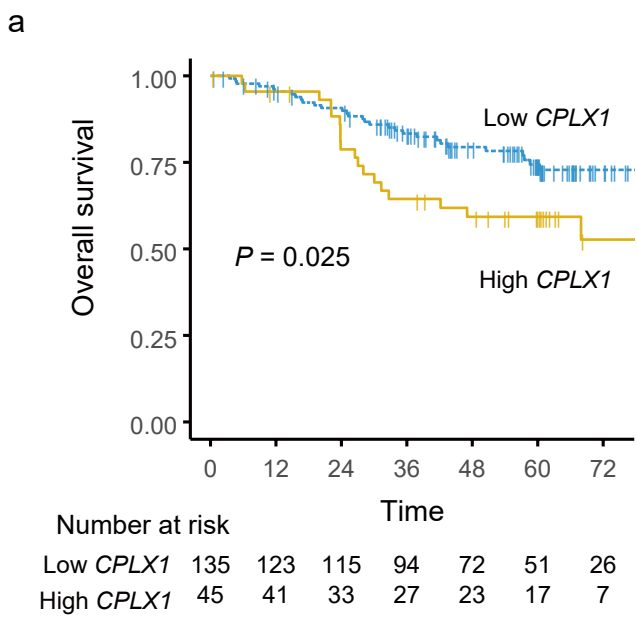 a
Overall survival
1.00
0.75
0.50
0.25
0.00
Low CPLX1
P = 0.025
High CPLX1
0 12 24 36 48 60 72
Time
Number at risk
Low CPLX1 135 123 115 94 72 51 26
High CPLX1 45 41 33 27 23 17 7